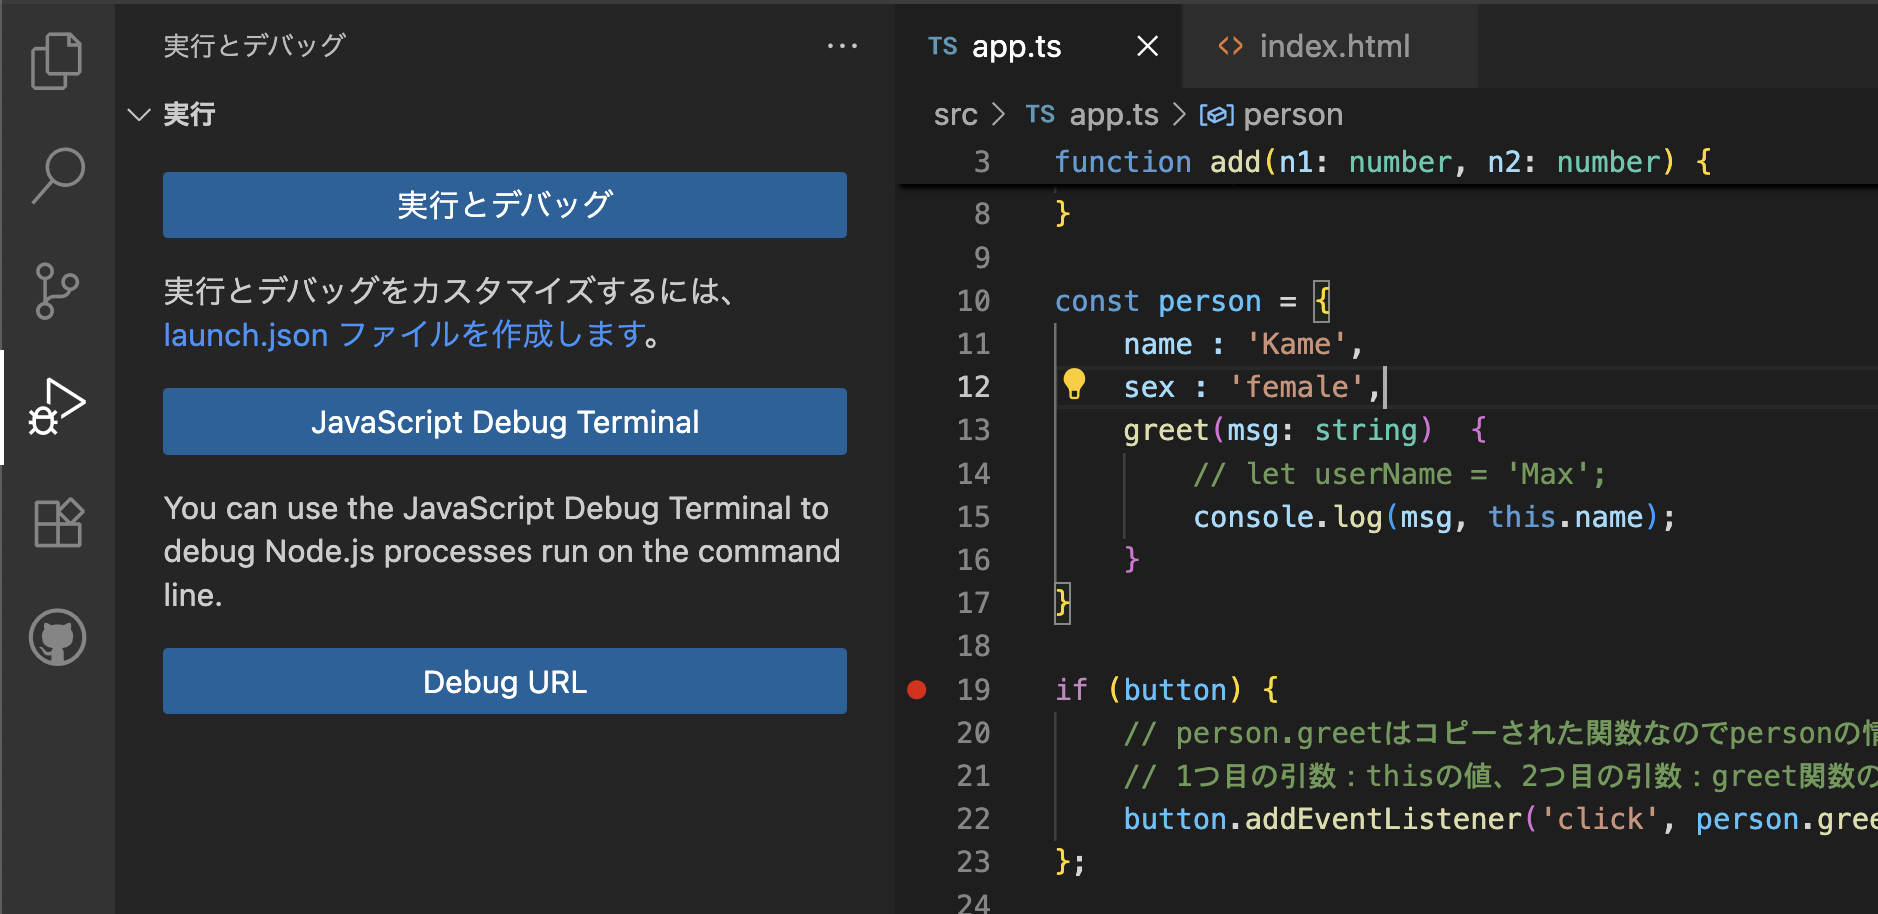 実行とデバッグ
実行
実行とデバッグ
実行とデバッグをカスタマイズするには、
launch.json ファイルを作成します。
JavaScript Debug Terminal
You can use the JavaScript Debug Terminal to
debug Node.js processes run on the command
line.
Debug URL
TS app.ts
<> index.html
src > TS app.ts > person
3 function add(n1: number, n2: number) {
8 }
9
10 const person = {
11 name : 'Kame',
12 sex : 'female',
13 greet(msg: string)  {
14 // let userName = 'Max';
15 console.log(msg, this.name);
16 }
17 }
18
19 if (button) {
20 // person.greetはコピーされた関数なのでpersonの情
21 // 1つ目の引数：thisの値、2つ目の引数：greet関数の
22 button.addEventListener('click', person.gree
23 };
24